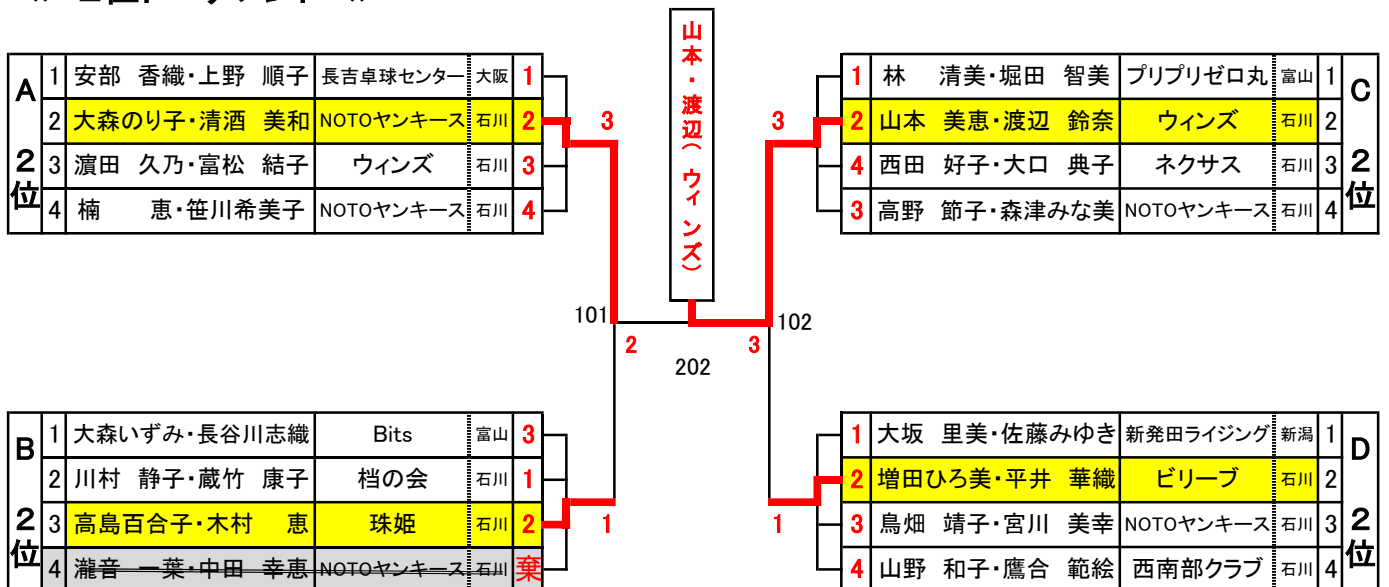 A 2位
1 安部 香織・上野 順子 長吉卓球センター 大阪 1
2 大森のり子・清酒 美和 NOTOヤンキース 石川 2
3 濵田 久乃・富松 結子 ウィンズ 石川 3
4 楠 恵・笹川希美子 NOTOヤンキース 石川 4
3
山本・渡辺(ウィンズ)
3
1 林 清美・堀田 智美 プリプリゼロ丸 富山 1
2 山本 美恵・渡辺 鈴奈 ウィンズ 石川 2
4 西田 好子・大口 典子 ネクサス 石川 3
3 高野 節子・森津みな美 NOTOヤンキース 石川 4
C 2位
101
102
2
3
202
B 2位
1 大森いずみ・長谷川志織 Bits 富山 3
2 川村 静子・蔵竹 康子 档の会 石川 1
3 高島百合子・木村 恵 珠姫 石川 2
4 瀧音 一葉・中田 幸恵 NOTOヤンキース 石川 棄
1
1
1 大坂 里美・佐藤みゆき 新発田ライジング 新潟 1
2 増田ひろ美・平井 華織 ビリーブ 石川 2
3 鳥畑 靖子・宮川 美幸 NOTOヤンキース 石川 3
4 山野 和子・鷹合 範絵 西南部クラブ 石川 4
D 2位